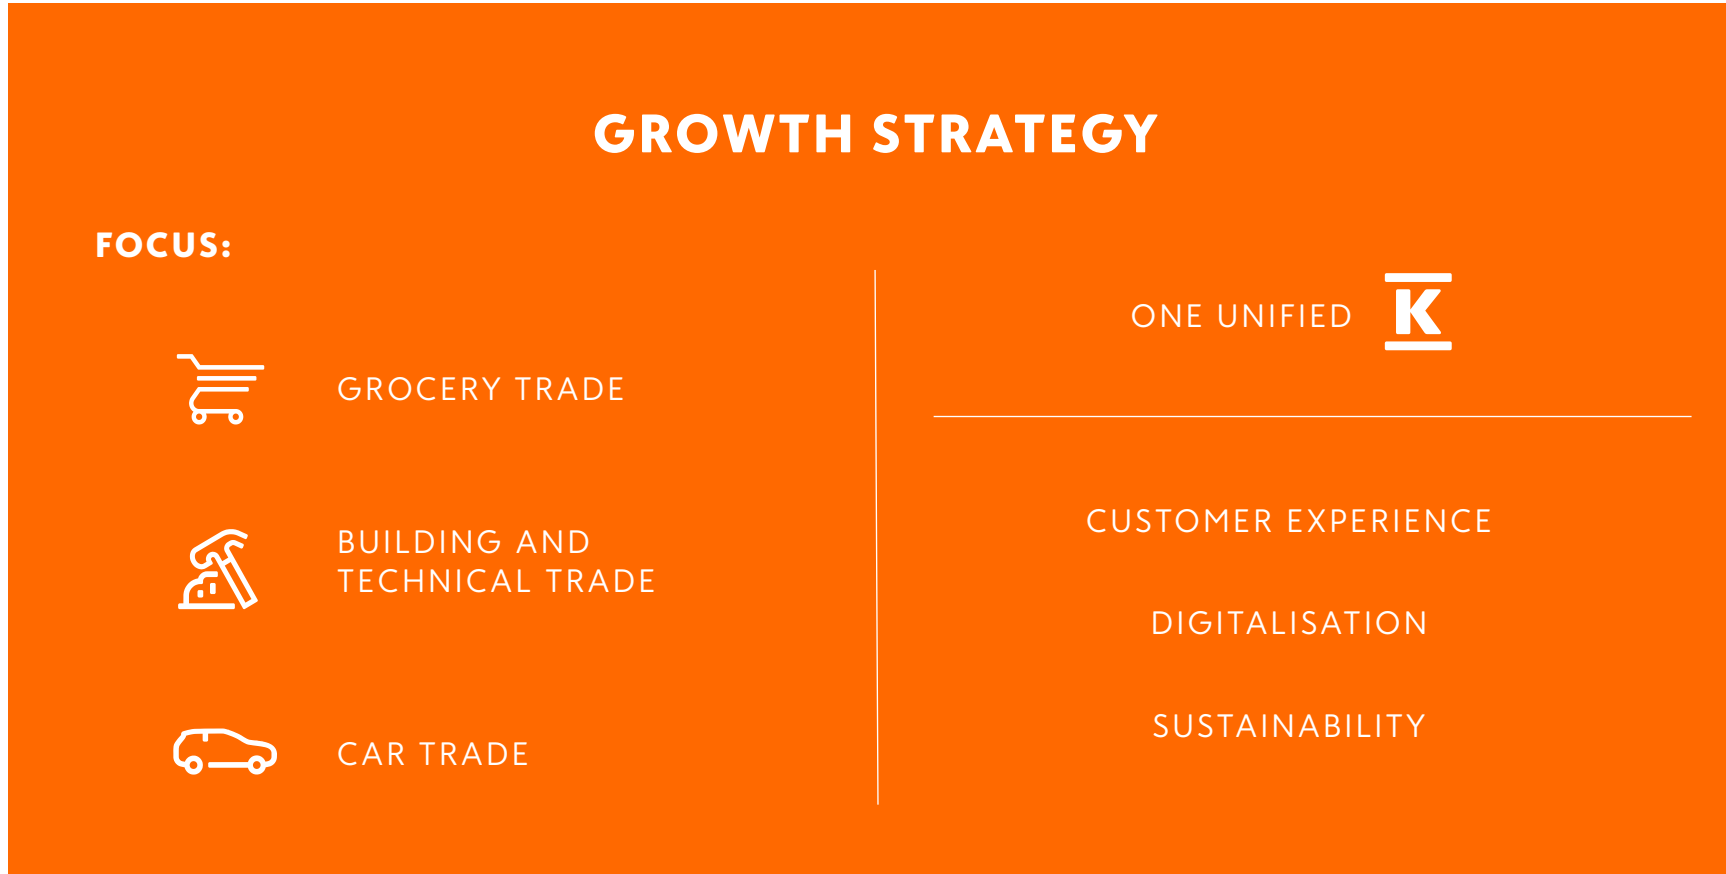 GROWTH STRATEGY
FOCUS:
GROCERY TRADE
BUILDING AND
TECHNICAL TRADE
CAR TRADE
ONE UNIFIED K
CUSTOMER EXPERIENCE
DIGITALISATION
SUSTAINABILITY